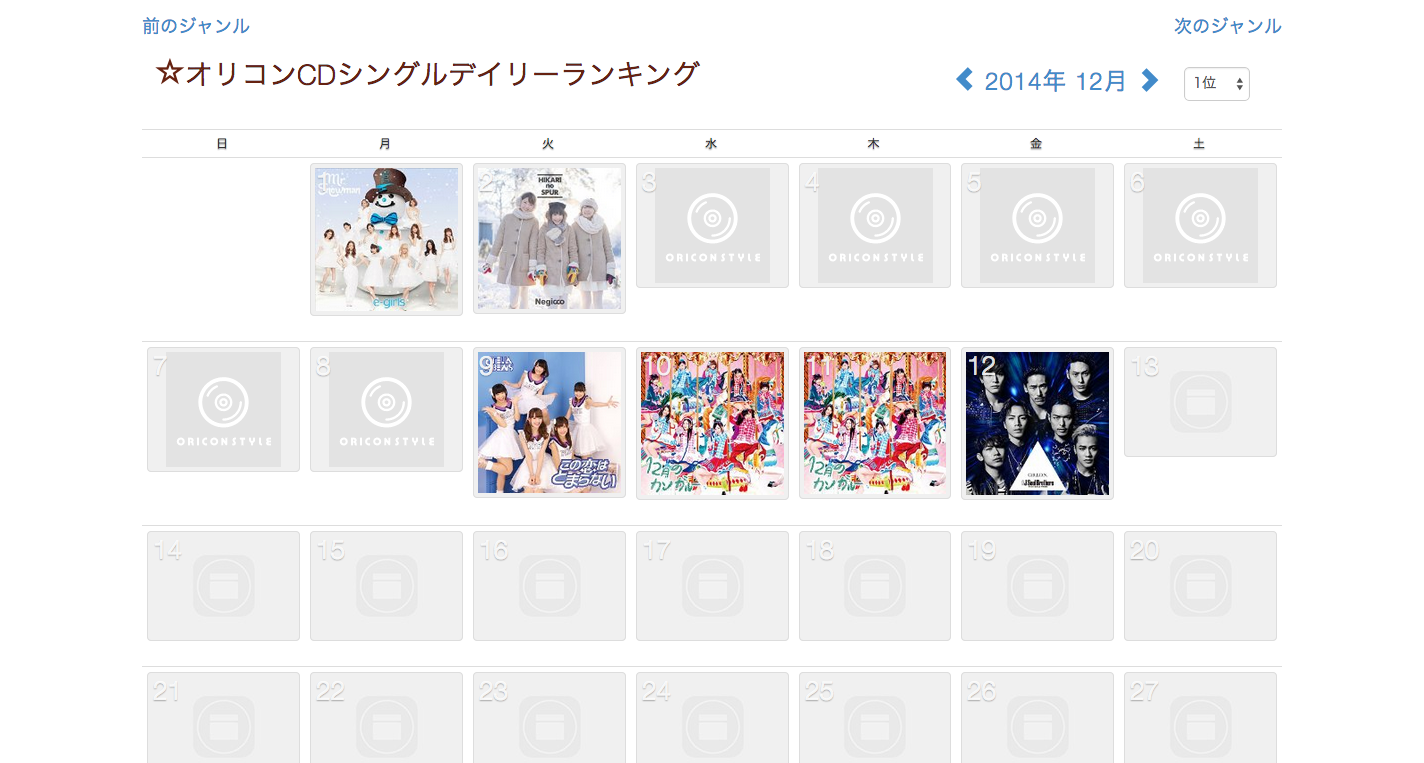 前のジャンル
次のジャンル
☆オリコンCDシングルデイリーランキング
2014年 12月
1位
日 月 火 水 木 金 土
Mr. Snowman
e-girls
2
HIKARI
no
SPUR
Negicco
3
ORICON STYLE
4
ORICON STYLE
5
ORICON STYLE
6
ORICON STYLE
7
ORICON STYLE
8
ORICON STYLE
9
この恋は
とまらない
10
12月の
カンガルー
11
12月の
カンガルー
12
O.R.I.O.N.
J Soul Brothers
13
14 15 16 17 18 19 20
21 22 23 24 25 26 27